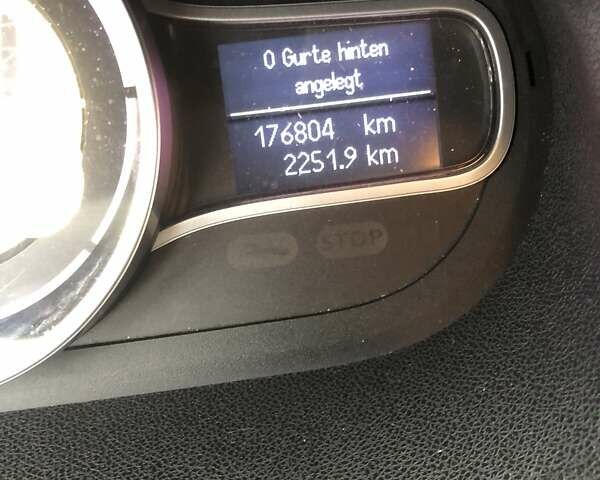 0 Gurte hinten
angelegt
176804 km
2251.9 km
STOP